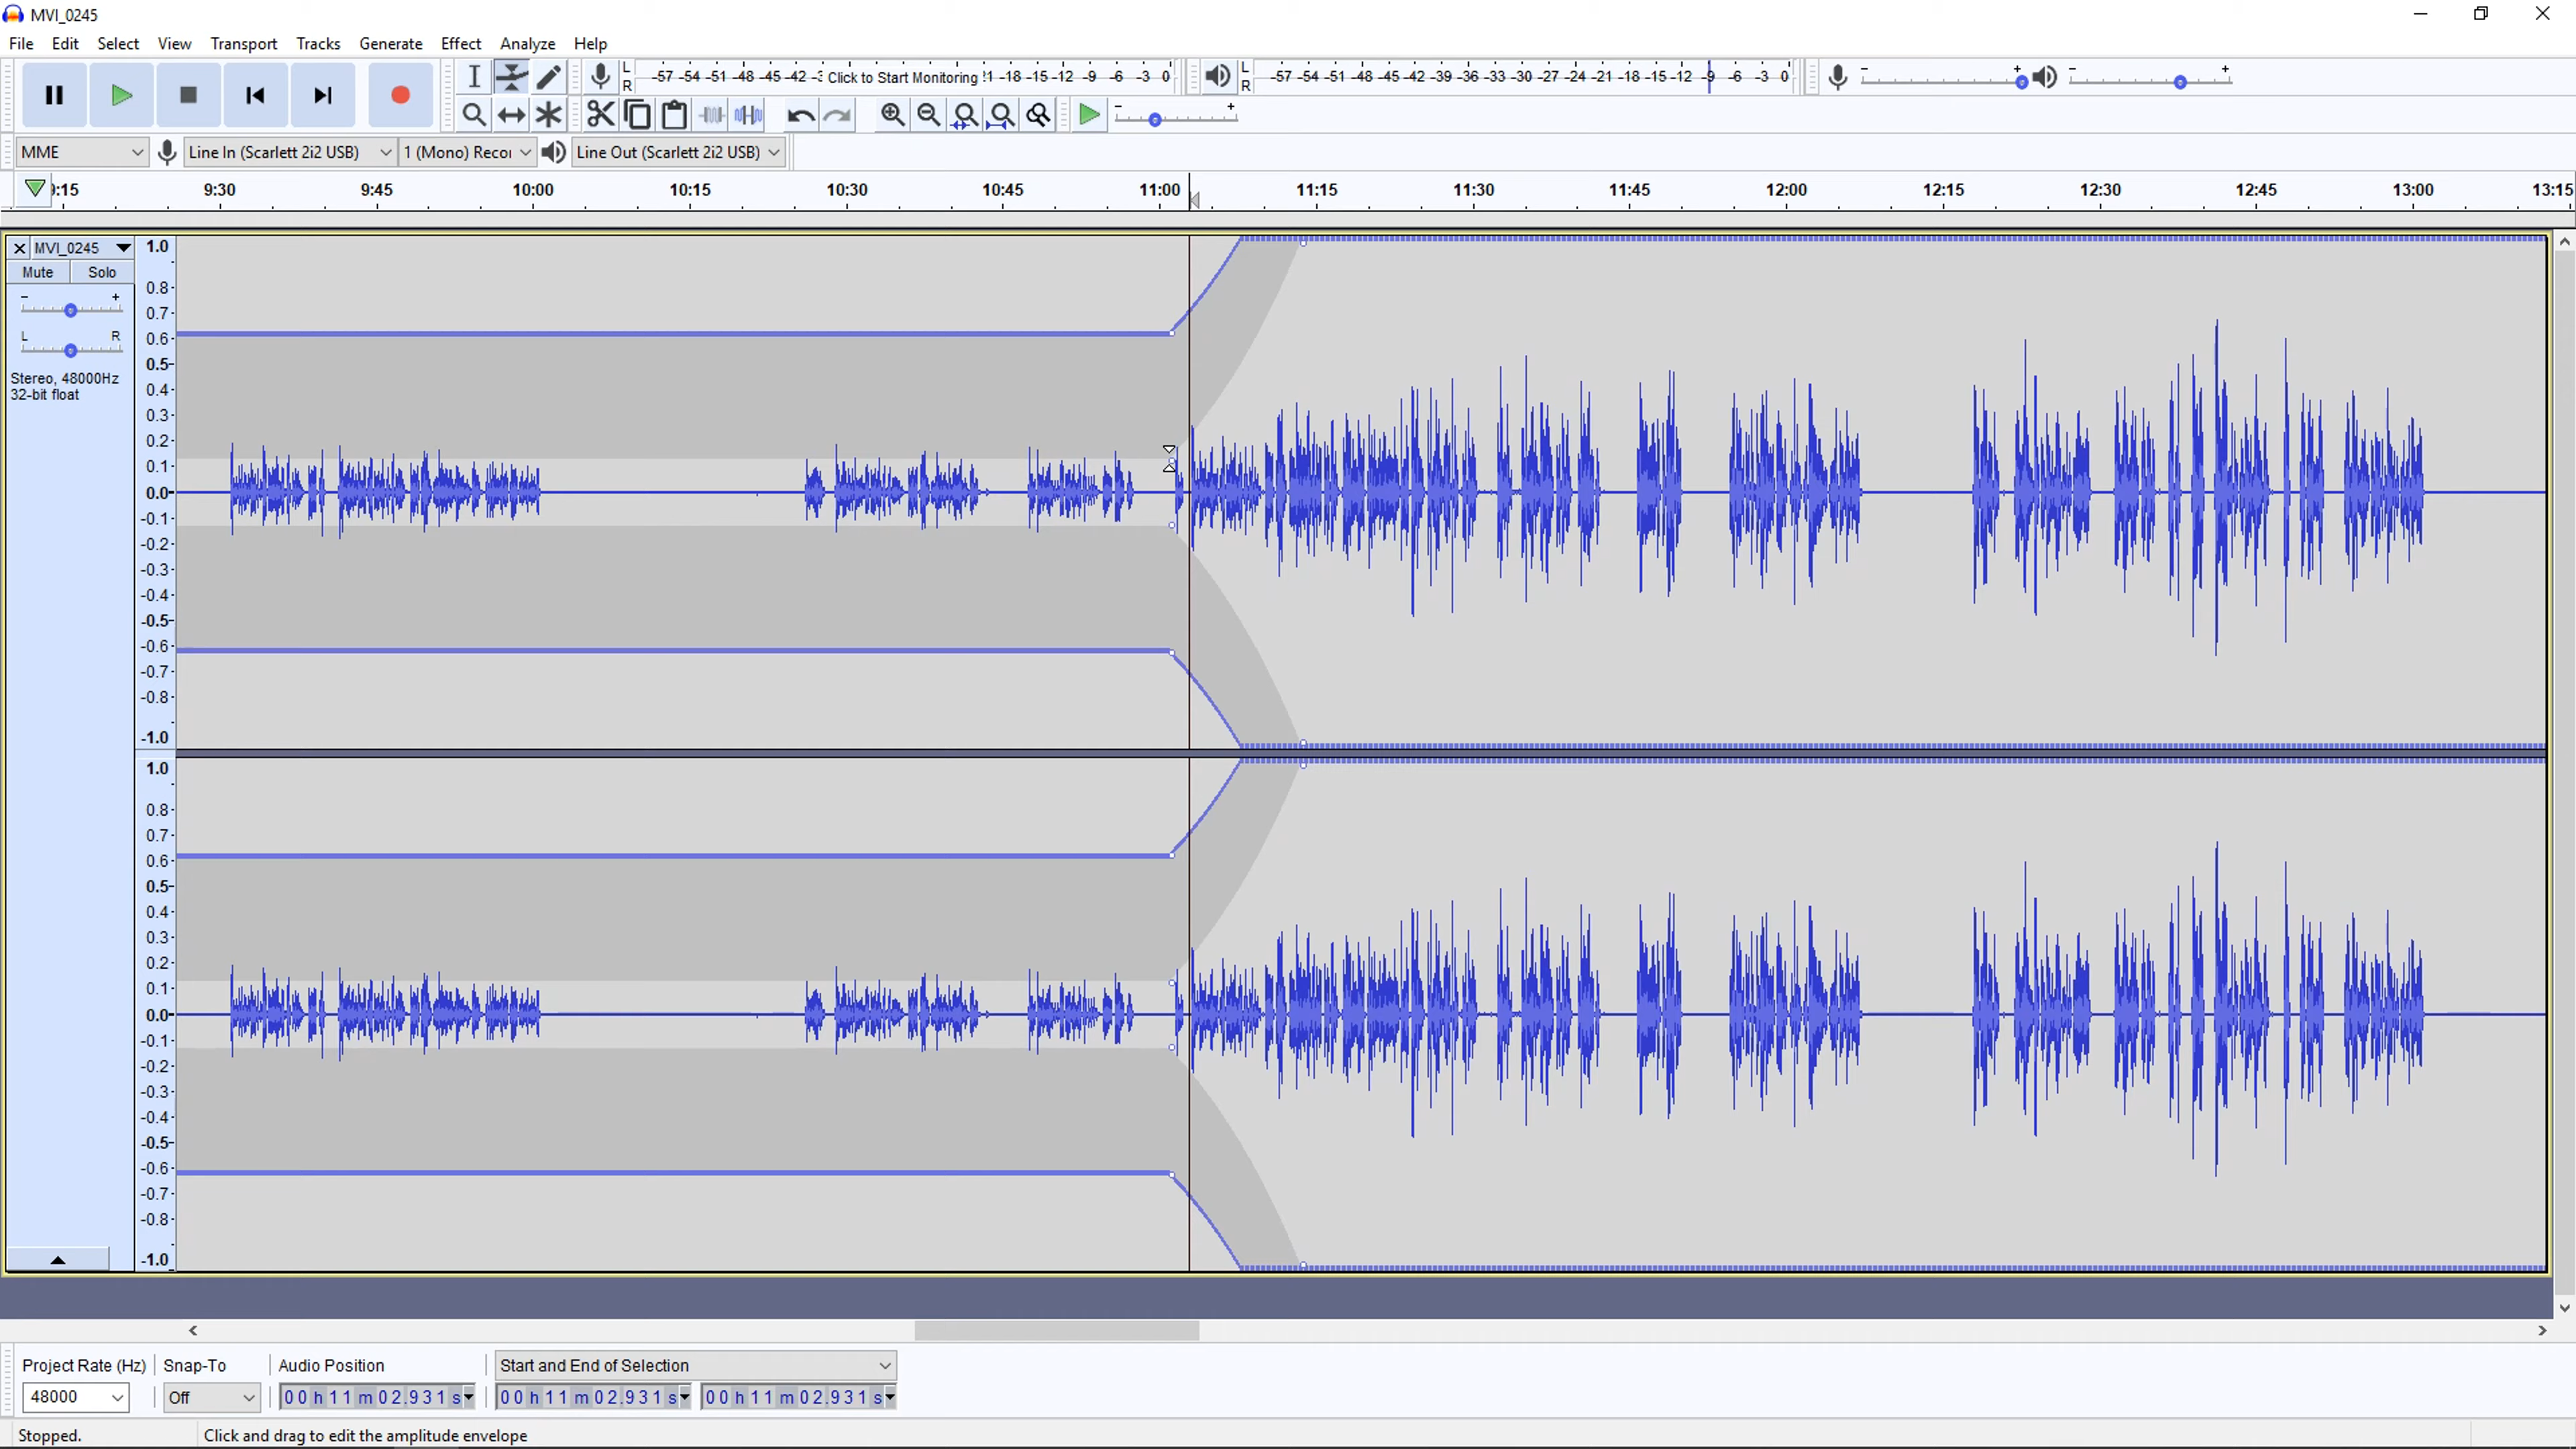 MVI_0245
File Edit Select View Transport Tracks Generate Effect Analyze Help
L -57 -54 -51 -48 -45 -42 Click to Start Monitoring -18 -15 -12 -9 -6 -3 0 L -57 -54 -51 -48 -45 -42 -39 -36 -33 -30 -27 -24 -21 -18 -15 -12 -9 -6 -3 0 - + - +
R R
- +
MME Line In (Scarlett 2i2 USB) 1 (Mono) Recor Line Out (Scarlett 2i2 USB)
9:15 9:30 9:45 10:00 10:15 10:30 10:45 11:00 11:15 11:30 11:45 12:00 12:15 12:30 12:45 13:00 13:15
MVI_0245
Mute Solo
- +
L R
Stereo, 48000Hz
32-bit float
1.0
0.8
0.7
0.6
0.5
0.4
0.3
0.2
0.1
0.0
-0.1
-0.2
-0.3
-0.4
-0.5
-0.6
-0.7
-0.8
-1.0
1.0
0.8
0.7
0.6
0.5
0.4
0.3
0.2
0.1
0.0
-0.1
-0.2
-0.3
-0.4
-0.5
-0.6
-0.7
-0.8
-1.0
Project Rate (Hz) Snap-To Audio Position Start and End of Selection
48000 Off 00 h 11 m 02.931 s 00 h 11 m 02.931 s 00 h 11 m 02.931 s
Stopped. Click and drag to edit the amplitude envelope